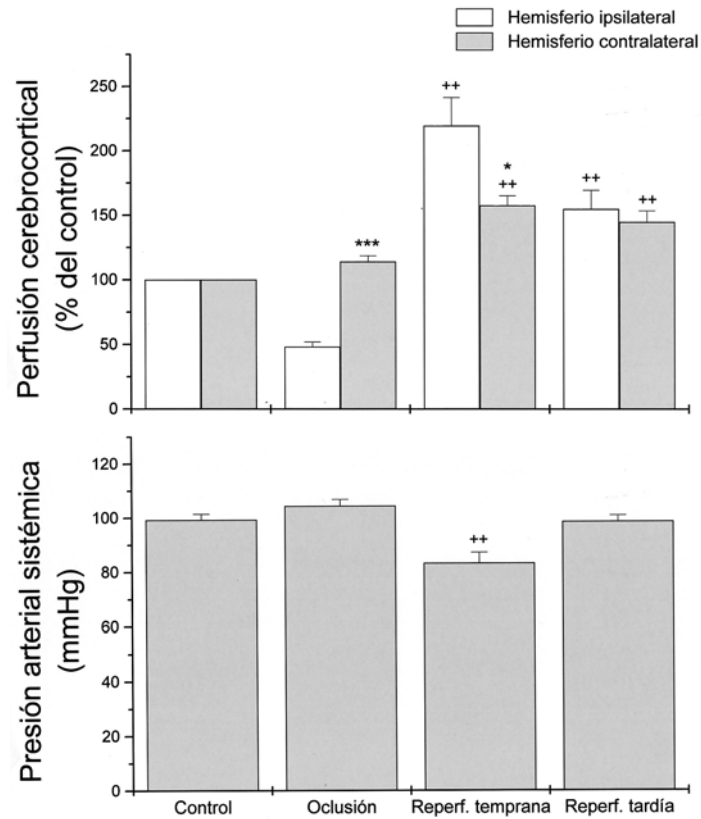 Hemisferio ipsilateral
Hemisferio contralateral
Perfusión cerebrocortical
(% del control)
250
200
150
100
50
0
***
++
*
++
++
++
Presión arterial sistémica
(mmHg)
120
100
80
60
40
20
0
++
Control
Oclusión
Reperf. temprana
Reperf. tardía